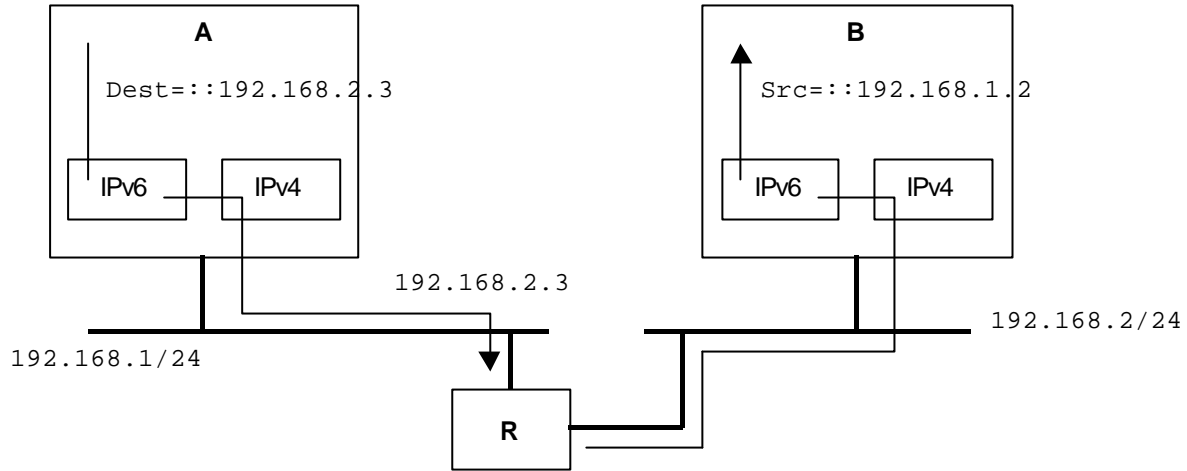 A
B
Dest=::192.168.2.3
Src=::192.168.1.2
IPv6
IPv4
IPv6
IPv4
192.168.2.3
192.168.2/24
192.168.1/24
R